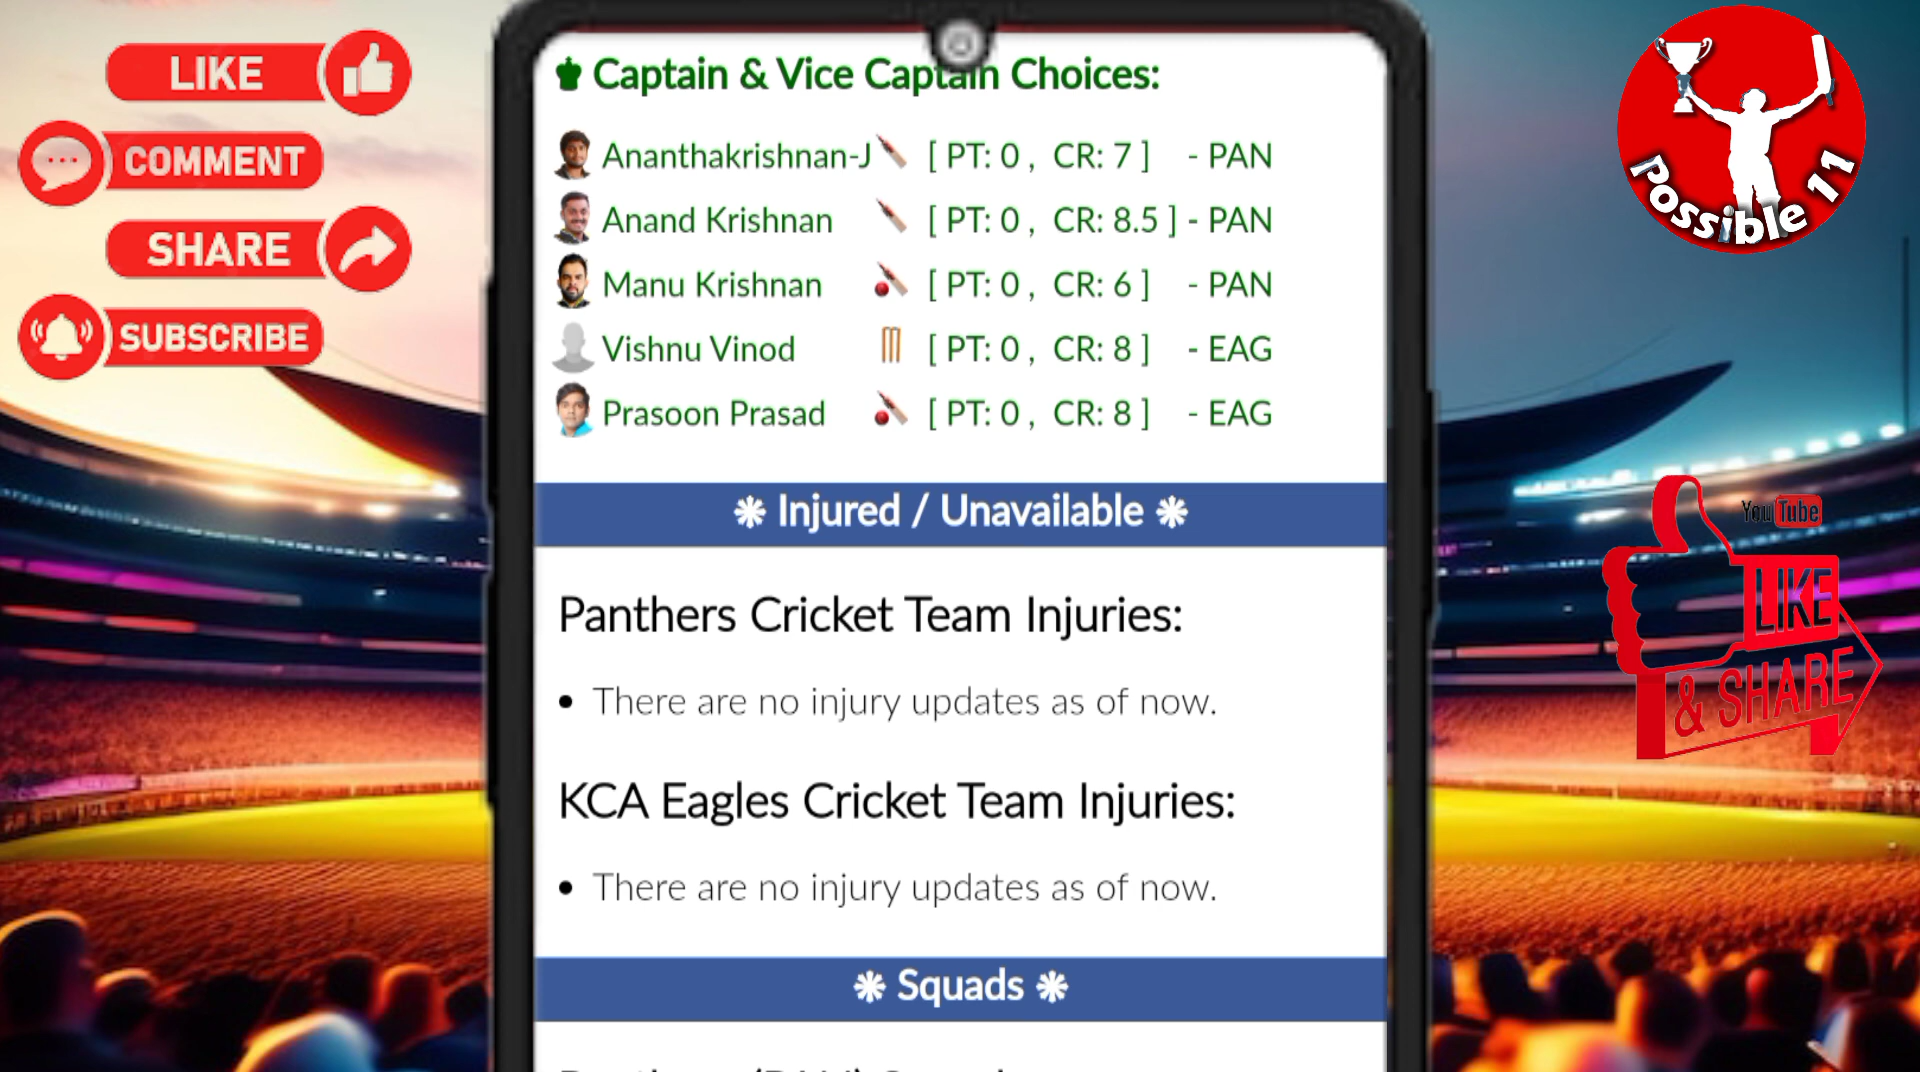 LIKE
COMMENT
SHARE
SUBSCRIBE
Captain & Vice Captain Choices:
Ananthakrishnan-J [ PT: 0 , CR: 7 ] - PAN
Anand Krishnan [ PT: 0 , CR: 8.5 ] - PAN
Manu Krishnan [ PT: 0 , CR: 6 ] - PAN
Vishnu Vinod [ PT: 0 , CR: 8 ] - EAG
Prasoon Prasad [ PT: 0 , CR: 8 ] - EAG
Injured / Unavailable
Panthers Cricket Team Injuries:
• There are no injury updates as of now.
KCA Eagles Cricket Team Injuries:
• There are no injury updates as of now.
Squads
Possible 11
YouTube
LIKE
& SHARE